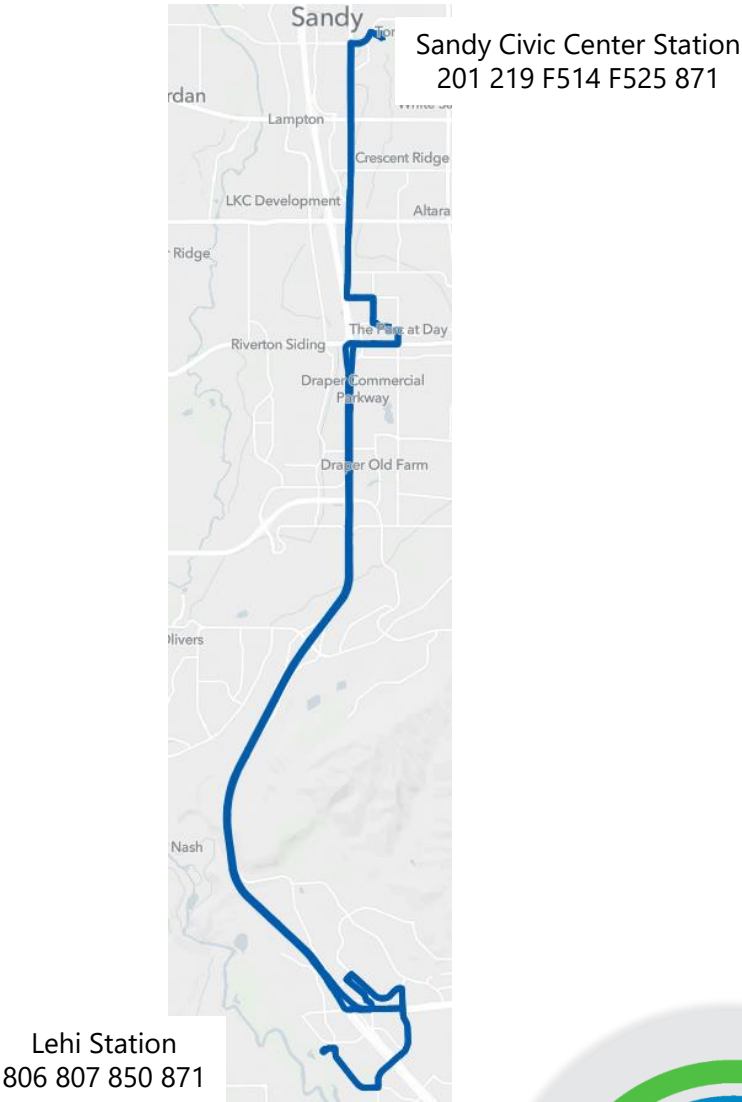 Sandy
Sandy Civic Center Station
201 219 F514 F525 871
rdan
Lampton
Crescent Ridge
LKC Development
Altara
Ridge
The Parc at Day
Riverton Siding
Draper Commercial
Parkway
Draper Old Farm
Olivers
Nash
Lehi Station
806 807 850 871